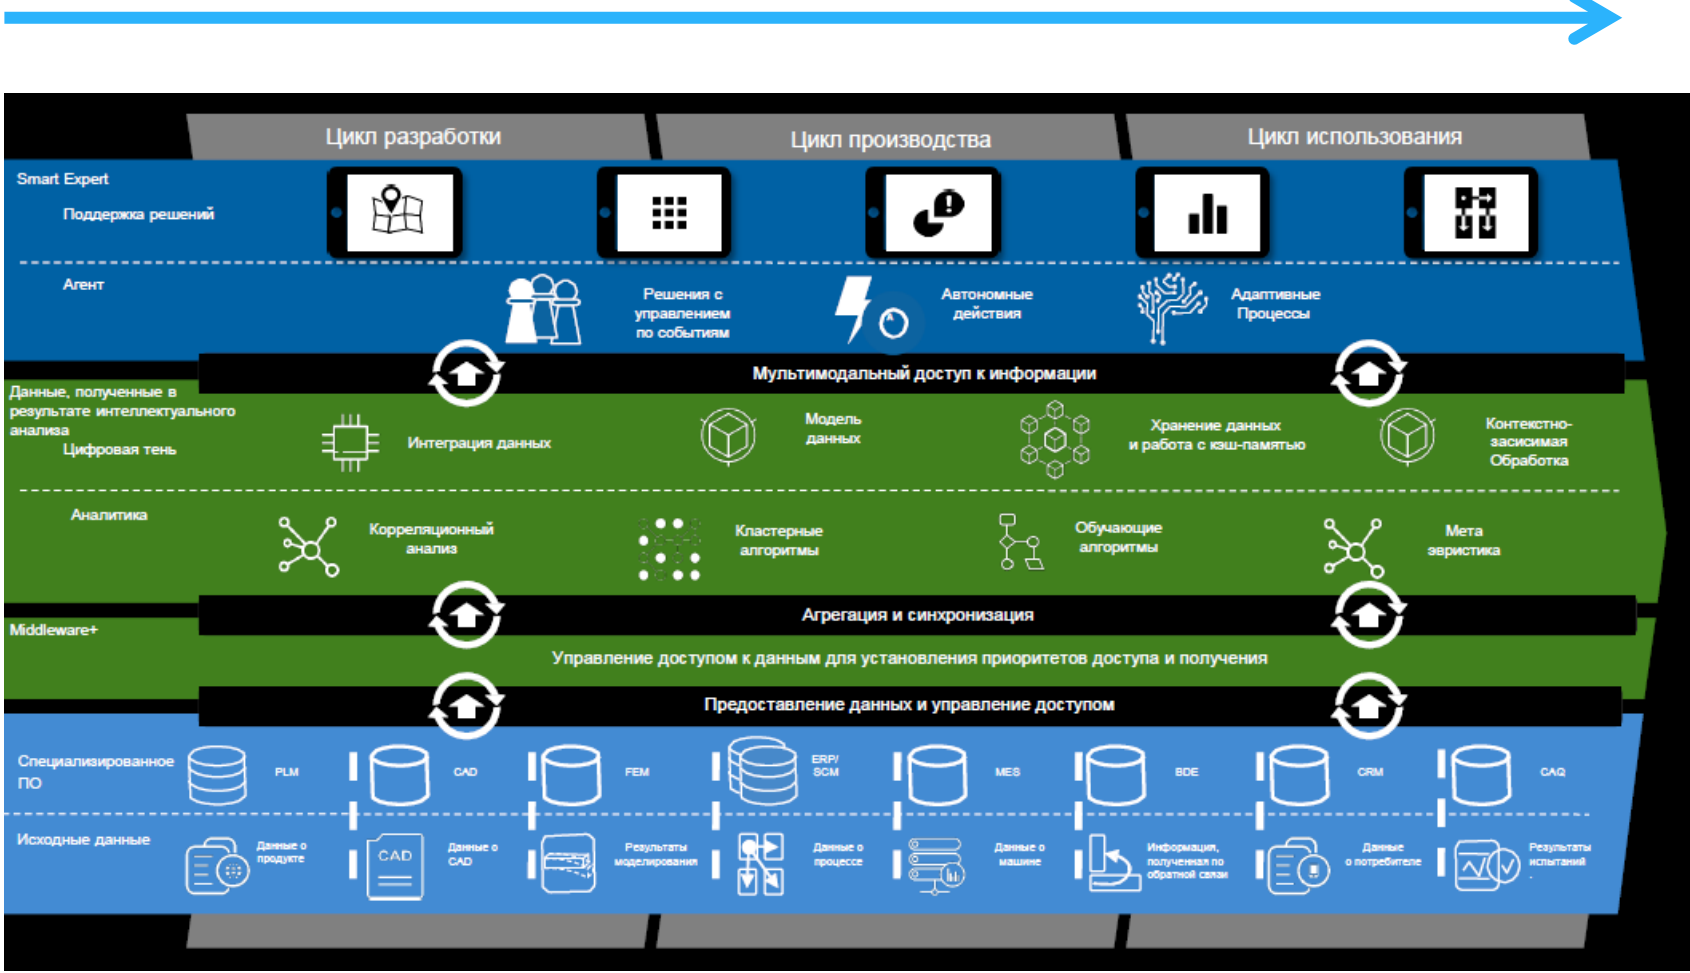 Цикл разработки
Цикл производства
Цикл использования
Smart Expert
Поддержка решений
Агент
Решения с
управлением
по событиям
Автономные
действия
Адаптивные
Процессы
Мультимодальный доступ к информации
Данные, полученные в
результате интеллектуального
анализа
Цифровая тень
Интеграция данных
Модель
данных
Хранение данных
и работа с кэш-памятью
Контекстно-
засисимая
Обработка
Аналитика
Корреляционный
анализ
Кластерные
алгоритмы
Обучающие
алгоритмы
Мета
эвристика
Агрегация и синхронизация
Middleware+
Управление доступом к данным для установления приоритетов доступа и получения
Предоставление данных и управление доступом
Специализированное
ПО
PLM
CAD
FEM
ERP/
SCM
MES
BDE
CRM
CAQ
Исходные данные
Данные о
продукте
CAD
Данные о
CAD
Результаты
моделирования
Данные о
процессе
Данные о
машине
Информация,
полученная по
обратной связи
Данные
о потребителе
Результаты
испытаний
.